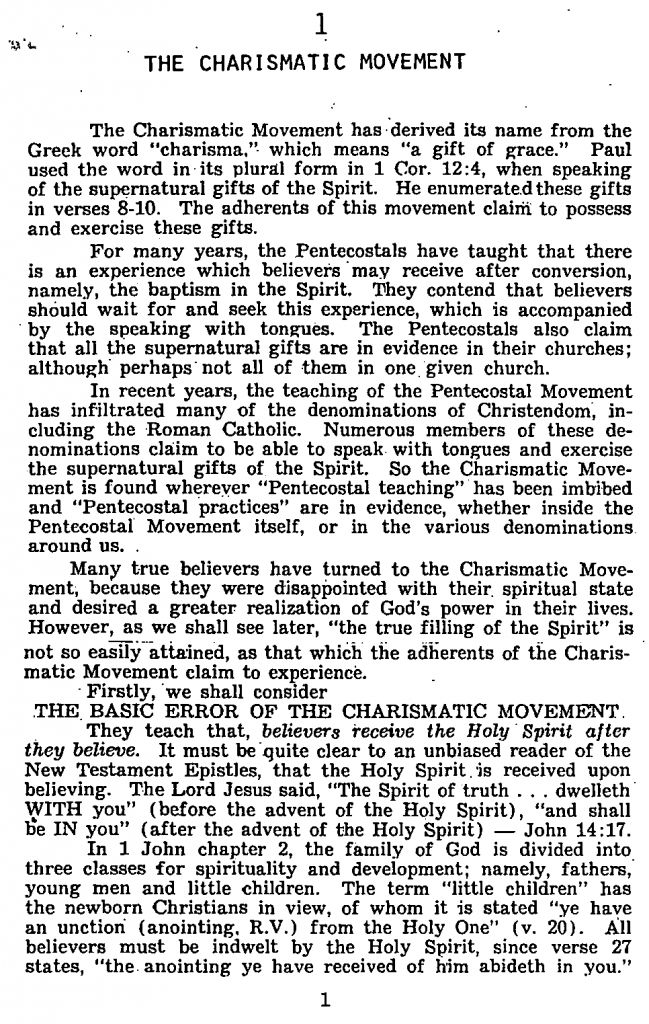 1
THE CHARISMATIC MOVEMENT
The Charismatic Movement has derived its name from the
Greek word "charisma," which means "a gift of grace." Paul
used the word in its plural form in 1 Cor. 12:4, when speaking
of the supernatural gifts of the Spirit. He enumerated these gifts
in verses 8-10. The adherents of this movement claim to possess
and exercise these gifts.
For many years, the Pentecostals have taught that there
is an experience which believers may receive after conversion,
namely, the baptism in the Spirit. They contend that believers
should wait for and seek this experience, which is accompanied
by the speaking with tongues. The Pentecostals also claim
that all the supernatural gifts are in evidence in their churches;
although perhaps not all of them in one given church.
In recent years, the teaching of the Pentecostal Movement
has infiltrated many of the denominations of Christendom, in-
cluding the Roman Catholic. Numerous members of these de-
nominations claim to be able to speak with tongues and exercise
the supernatural gifts of the Spirit. So the Charismatic Move-
ment is found wherever "Pentecostal teaching" has been imbibed
and "Pentecostal practices" are in evidence, whether inside the
Pentecostal Movement itself, or in the various denominations
around us.
Many true believers have turned to the Charismatic Move-
ment, because they were disappointed with their spiritual state
and desired a greater realization of God's power in their lives.
However, as we shall see later, "the true filling of the Spirit" is
not so easily attained, as that which the adherents of the Charis-
matic Movement claim to experience.
Firstly, we shall consider
THE BASIC ERROR OF THE CHARISMATIC MOVEMENT.
They teach that, believers receive the Holy Spirit after
they believe. It must be quite clear to an unbiased reader of the
New Testament Epistles, that the Holy Spirit is received upon
believing. The Lord Jesus said, "The Spirit of truth . . . dwelleth
WITH you" (before the advent of the Holy Spirit), "and shall
be IN you" (after the advent of the Holy Spirit) — John 14:17.
In 1 John chapter 2, the family of God is divided into
three classes for spirituality and development; namely, fathers,
young men and little children. The term "little children" has
the newborn Christians in view, of whom it is stated "ye have
an unction (anointing, R.V.) from the Holy One" (v. 20). All
believers must be indwelt by the Holy Spirit, since verse 27
states, "the anointing ye have received of him abideth in you."
1